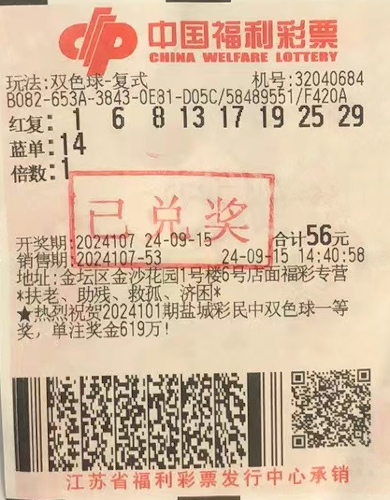 中国福利彩票
CHINA WELFARE LOTTERY
玩法:双色球-复式 机号:32040684
B082-653A-3843-0E81-D05C/58489551/F420A
红复: 1 6 8 13 17 19 25 29
蓝单:14
倍数:1
已兑奖
开奖期:2024107 24-09-15 合计56元
销售期:2024107-53 24-09-15 14:40:58
地址:金坛区金沙花园1号楼6号店面福彩专营
*扶老、助残、救孤、济困*
★热烈祝贺2024101期盐城彩民中双色球一等
奖,单注奖金619万!
江苏省福利彩票发行中心承销